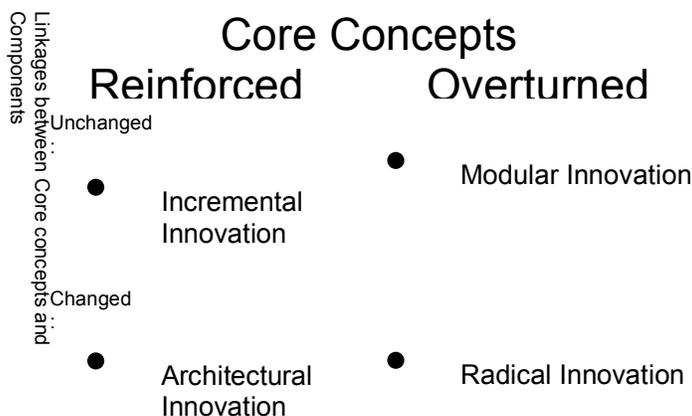 Core Concepts
Reinforced Overturned
Linkages between Core concepts and
Components
Unchanged
:
• Incremental
Innovation
• Modular Innovation
Changed
:
• Architectural
Innovation
• Radical Innovation